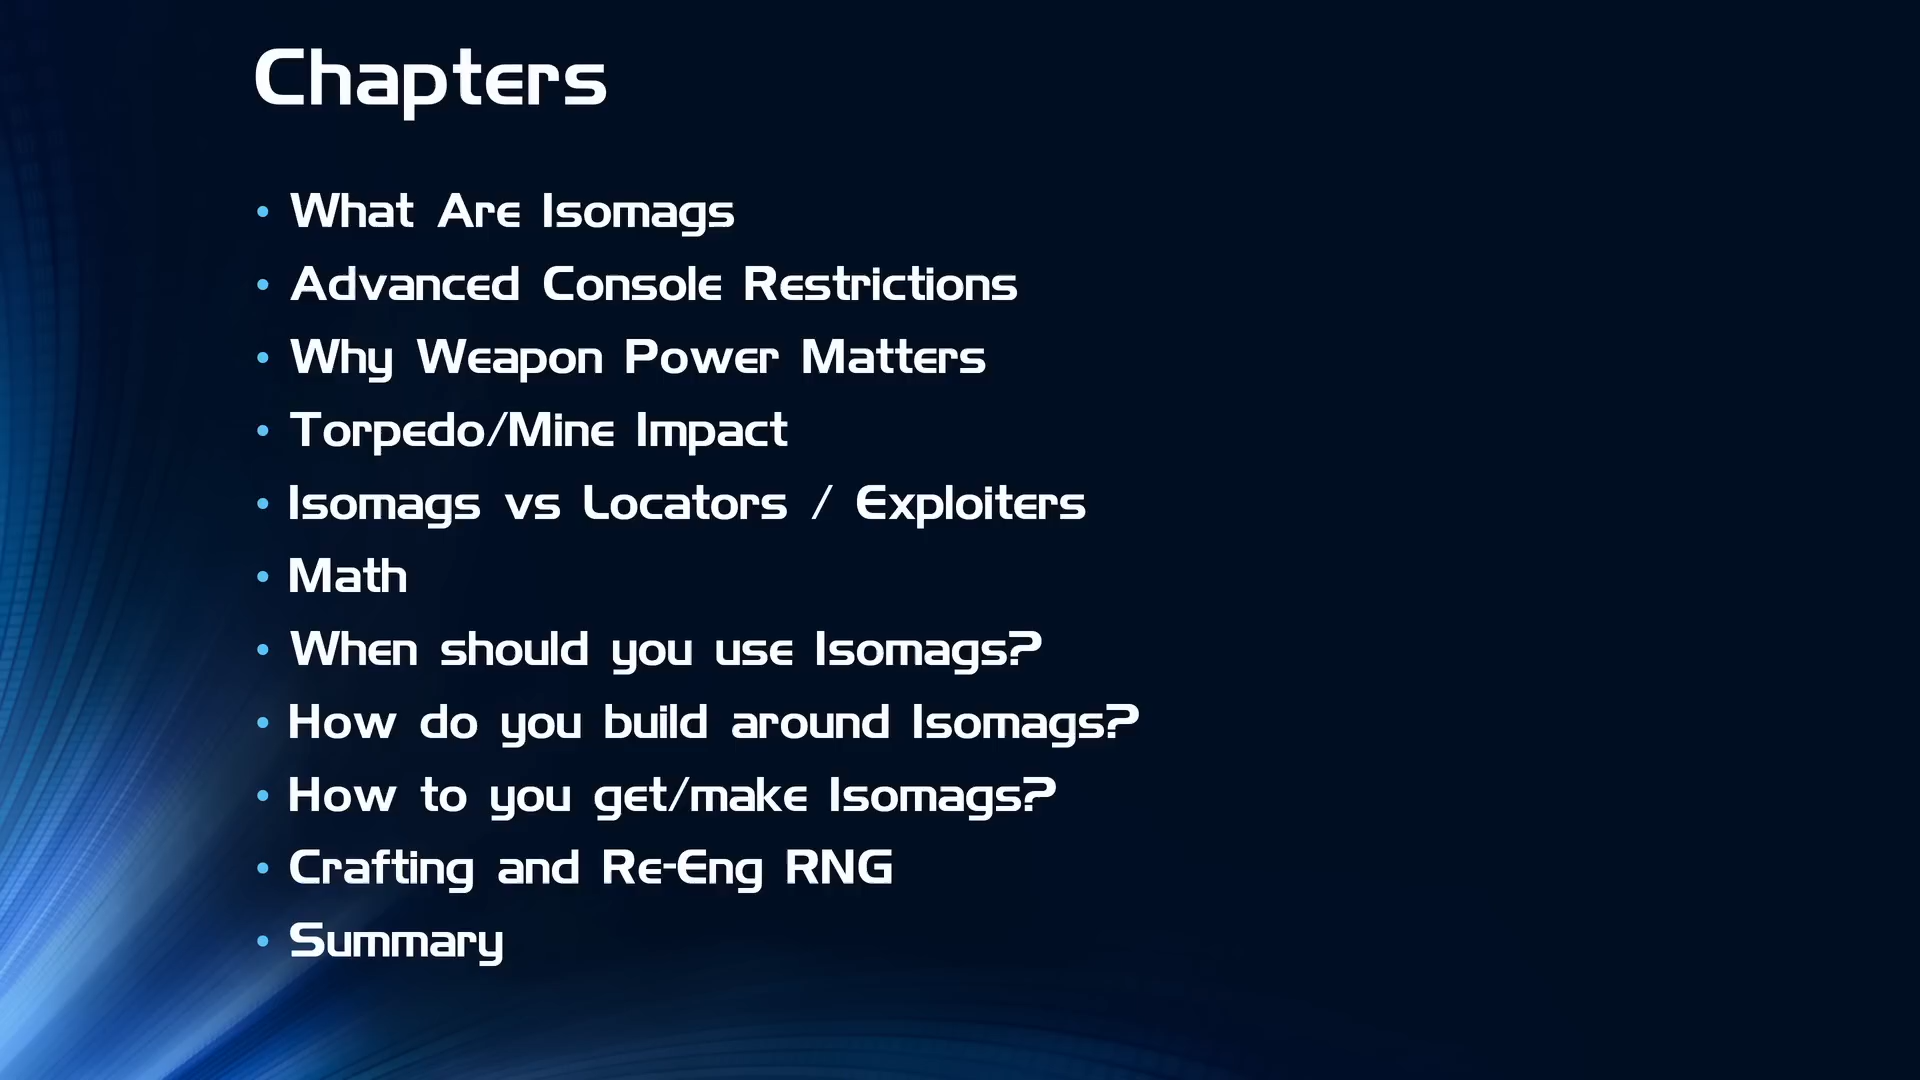 Chapters
• What Are Isomags
• Advanced Console Restrictions
• Why Weapon Power Matters
• Torpedo/Mine Impact
• Isomags vs Locators / Exploiters
• Math
• When should you use Isomags?
• How do you build around Isomags?
• How to you get/make Isomags?
• Crafting and Re-Eng RNG
• Summary